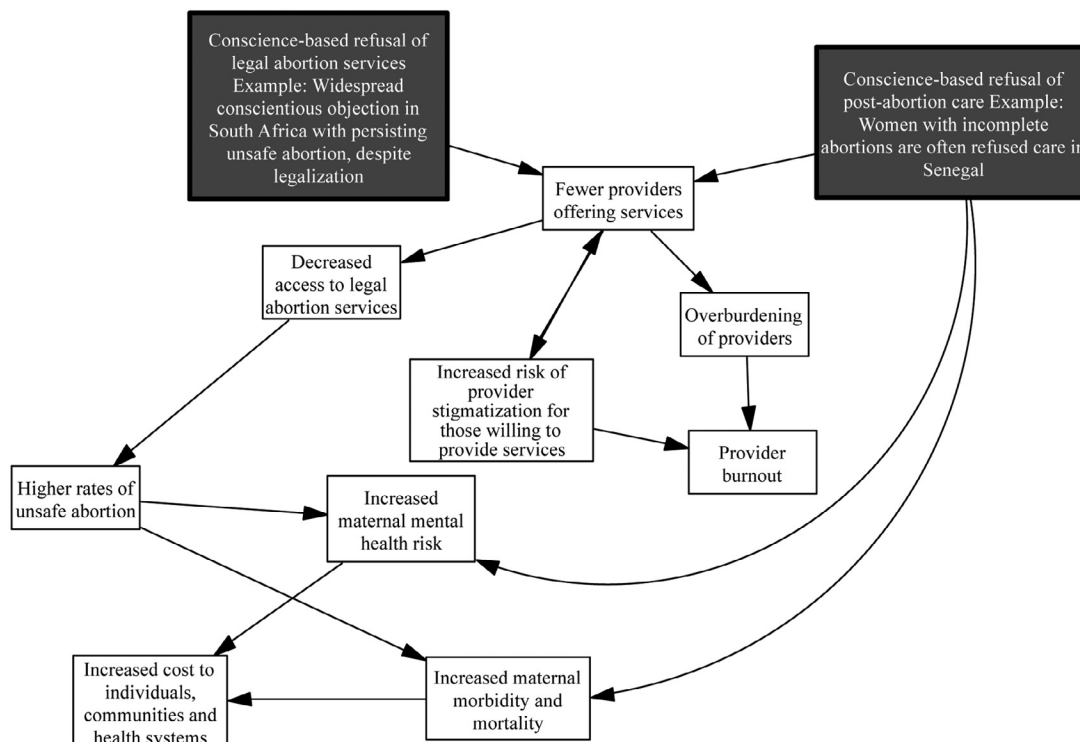 Conscience-based refusal of
legal abortion services
Example: Widespread
conscientious objection in
South Africa with persisting
unsafe abortion, despite
legalization
Conscience-based refusal of
post-abortion care Example:
Women with incomplete
abortions are often refused care in
Senegal
Fewer providers
offering services
Decreased
access to legal
abortion services
Overburdening
of providers
Increased risk of
provider
stigmatization for
those willing to
provide services
Provider
burnout
Higher rates of
unsafe abortion
Increased
maternal mental
health risk
Increased cost to
individuals,
communities and
health systems
Increased maternal
morbidity and
mortality